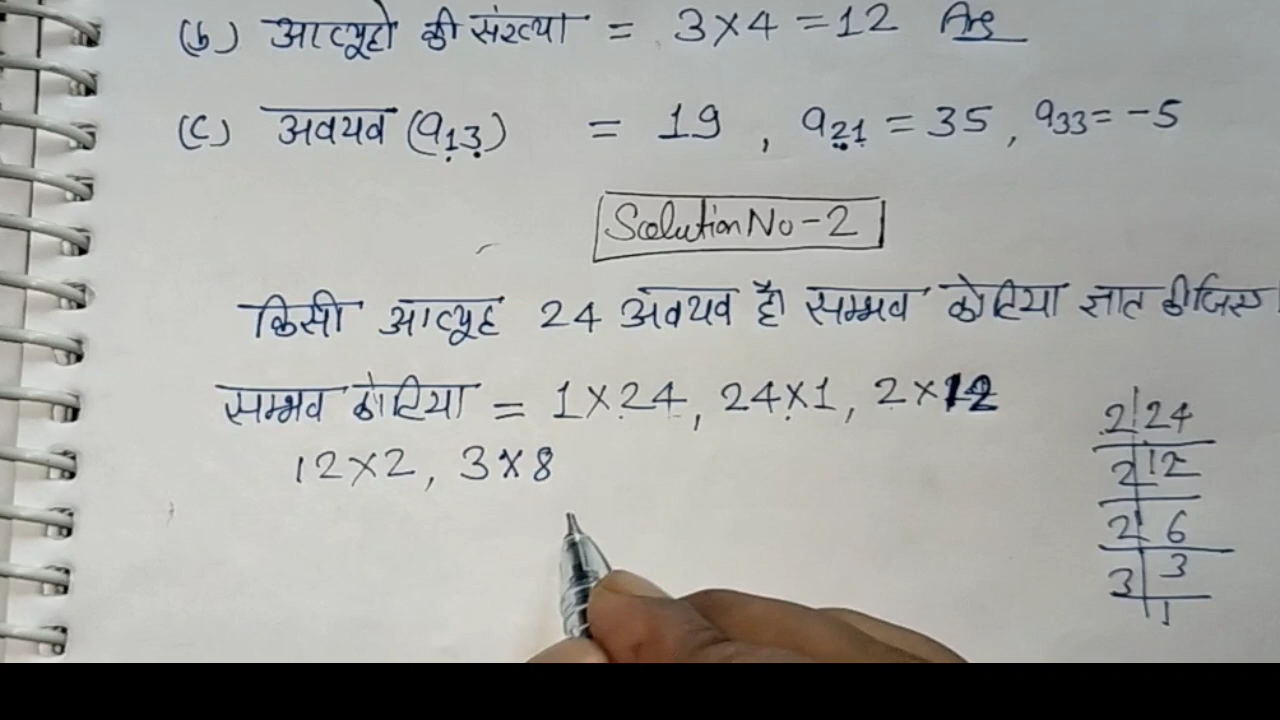 (b) आव्यूहो की संख्या = 3×4=12 Ans
(C) अवयव (a13) = 19 , a21 = 35 , a33 = -5
Solution No-2
किसी आव्यूह 24 अवयव है। सम्भव कोटिया ज्ञात कीजिए
सम्भव कोटिया = 1×24, 24×1, 2×12
12×2, 3×8
2 24
2 12
2 6
3 3
1